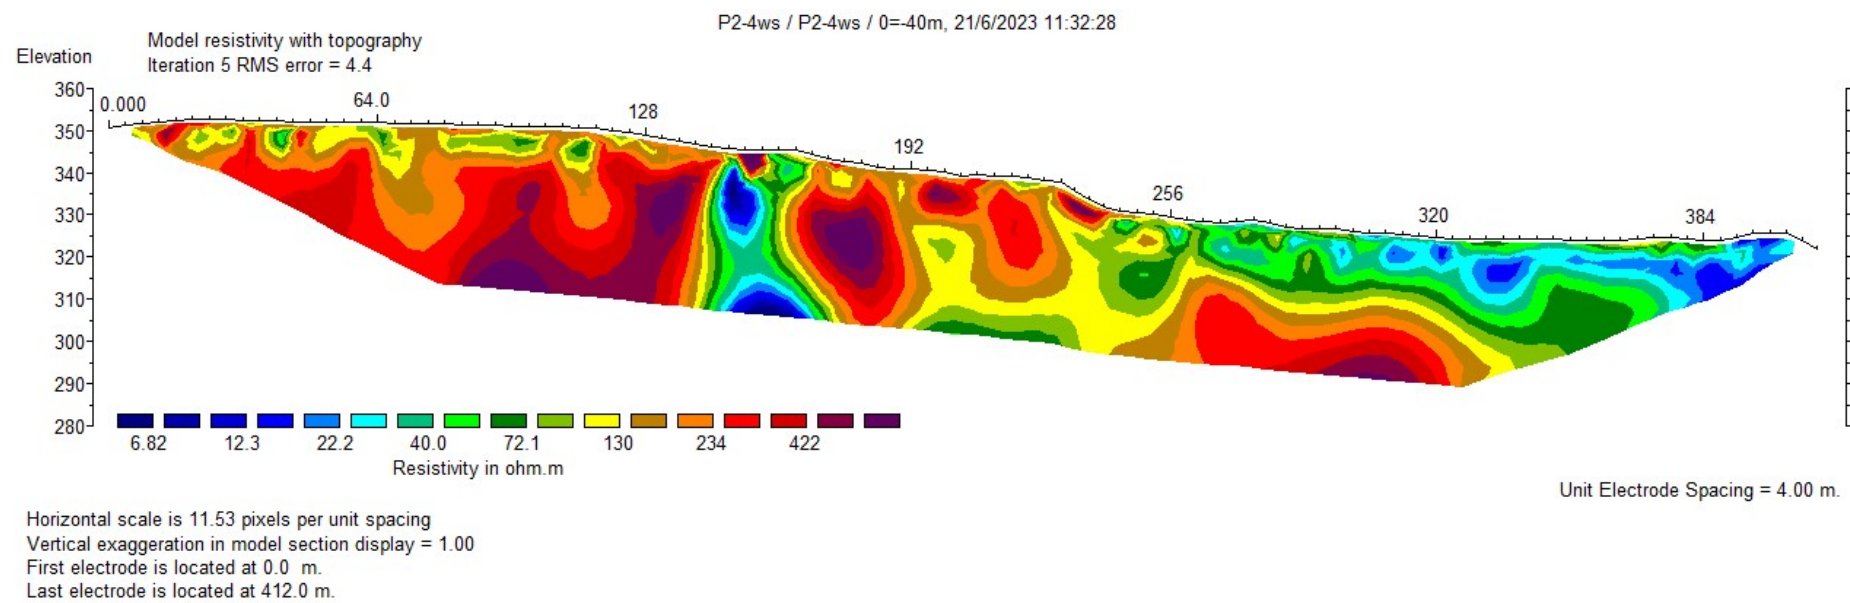 P2-4ws / P2-4ws / 0=-40m, 21/6/2023 11:32:28
Model resistivity with topography
Elevation
Iteration 5 RMS error = 4.4
360
0.000
64.0
128
192
256
320
384
350
340
330
320
310
300
290
280
6.82 12.3 22.2 40.0 72.1 130 234 422
Resistivity in ohm.m
Unit Electrode Spacing = 4.00 m.
Horizontal scale is 11.53 pixels per unit spacing
Vertical exaggeration in model section display = 1.00
First electrode is located at 0.0 m.
Last electrode is located at 412.0 m.